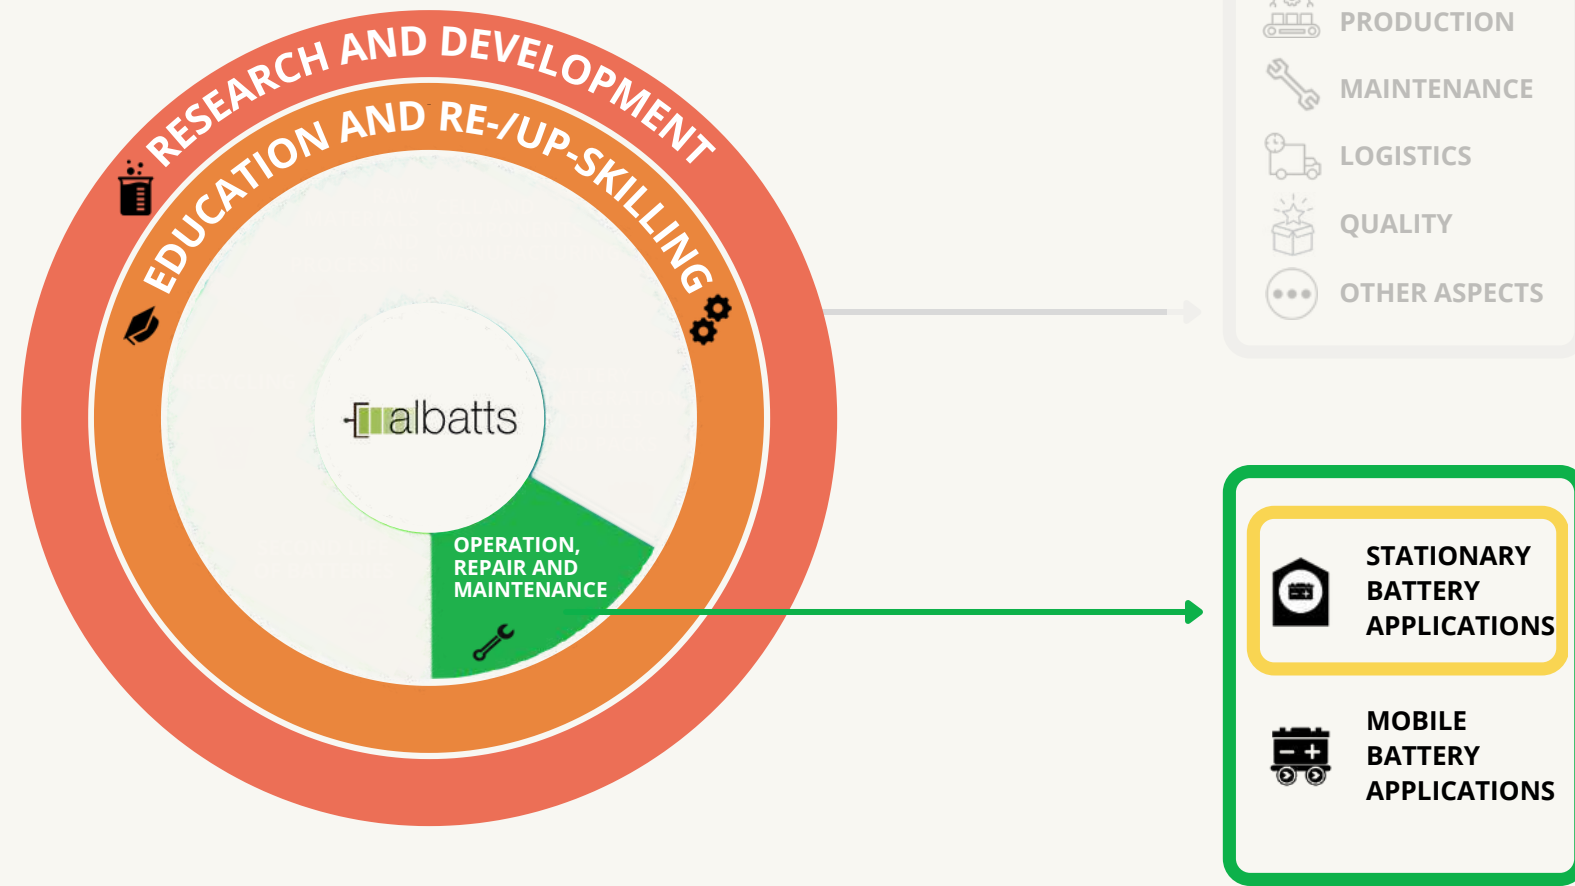 RESEARCH AND DEVELOPMENT
EDUCATION AND RE-/UP-SKILLING
albatts
OPERATION,
REPAIR AND
MAINTENANCE
PRODUCTION
MAINTENANCE
LOGISTICS
QUALITY
OTHER ASPECTS
STATIONARY
BATTERY
APPLICATIONS
MOBILE
BATTERY
APPLICATIONS